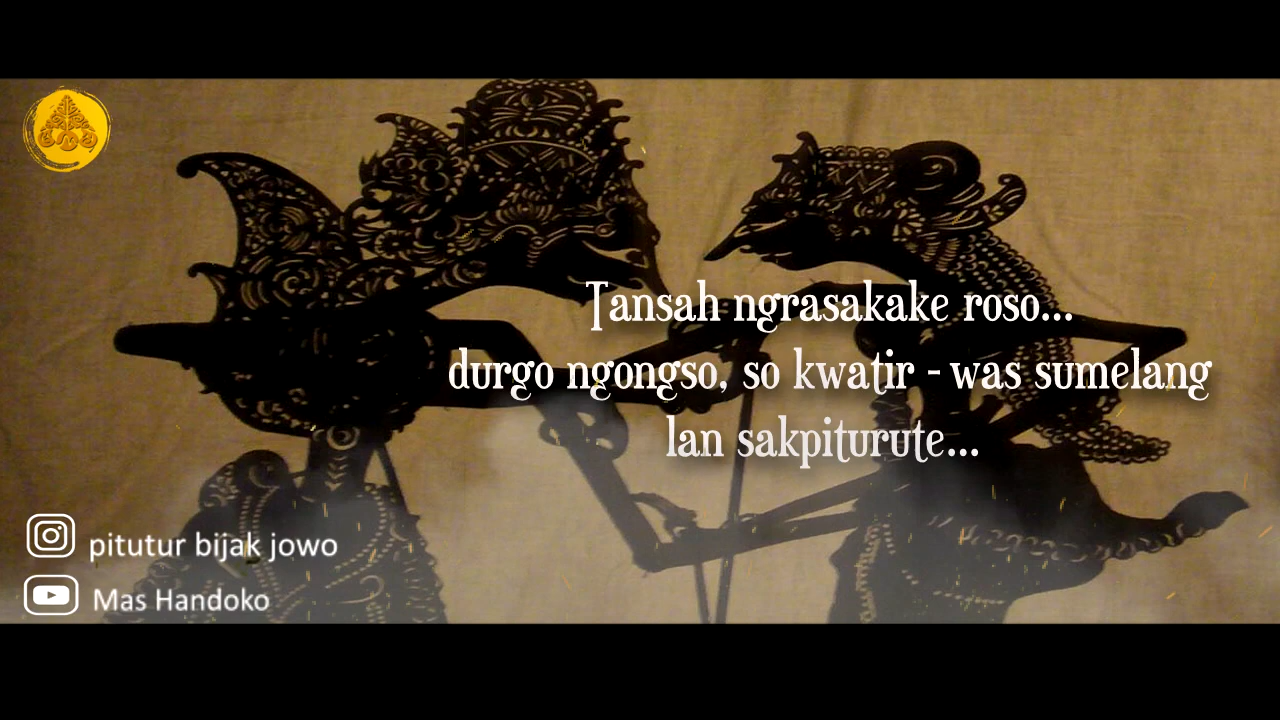 Tansah ngrasakake roso...
durgo ngongso, so kwatir - was sumelang
lan sakpiturute...
pitutur bijak jowo
Mas Handoko